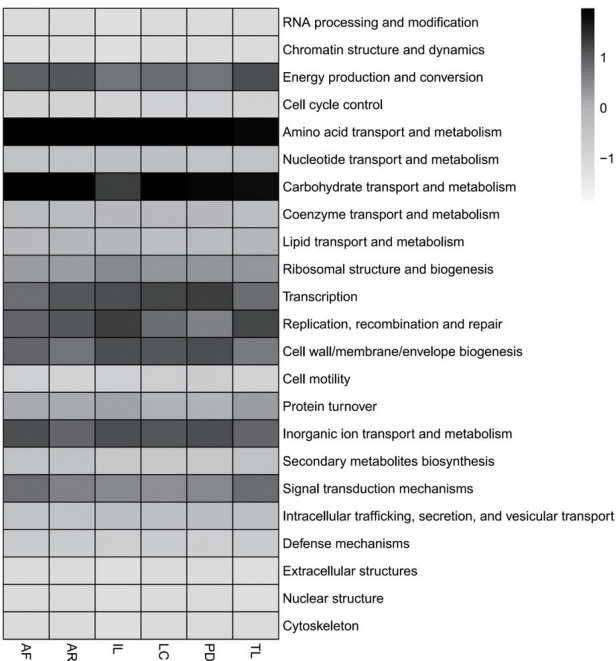 RNA processing and modification
Chromatin structure and dynamics
Energy production and conversion
Cell cycle control
Amino acid transport and metabolism
Nucleotide transport and metabolism
Carbohydrate transport and metabolism
Coenzyme transport and metabolism
Lipid transport and metabolism
Ribosomal structure and biogenesis
Transcription
Replication, recombination and repair
Cell wall/membrane/envelope biogenesis
Cell motility
Protein turnover
Inorganic ion transport and metabolism
Secondary metabolites biosynthesis
Signal transduction mechanisms
Intracellular trafficking, secretion, and vesicular transport
Defense mechanisms
Extracellular structures
Nuclear structure
Cytoskeleton
AF AR IL LC PD TL
1
0
−1